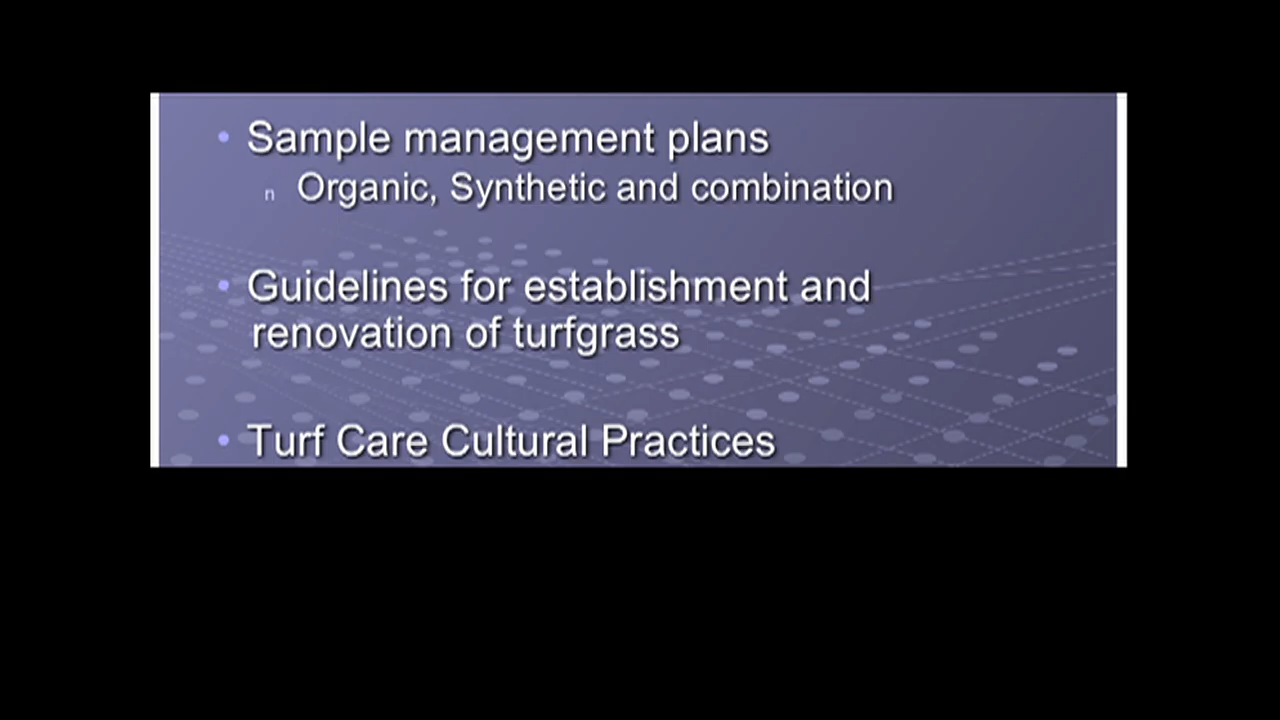 • Sample management plans
n Organic, Synthetic and combination
• Guidelines for establishment and
renovation of turfgrass
• Turf Care Cultural Practices